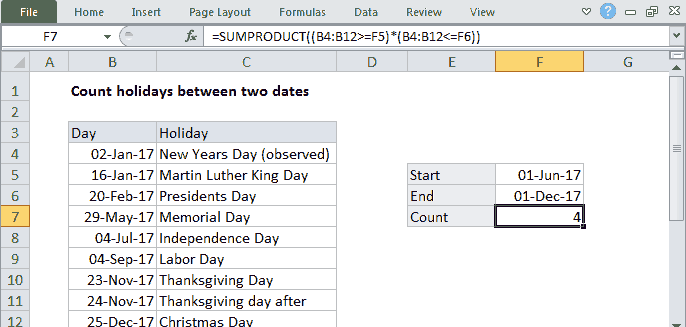 File Home Insert Page Layout Formulas Data Review View
F7 fx =SUMPRODUCT((B4:B12>=F5)*(B4:B12<=F6))
A B C D E F G
1 Count holidays between two dates
2
3 Day Holiday
4 02-Jan-17 New Years Day (observed)
5 16-Jan-17 Martin Luther King Day Start 01-Jun-17
6 20-Feb-17 Presidents Day End 01-Dec-17
7 29-May-17 Memorial Day Count 4
8 04-Jul-17 Independence Day
9 04-Sep-17 Labor Day
10 23-Nov-17 Thanksgiving Day
11 24-Nov-17 Thanksgiving day after
12 25-Dec-17 Christmas Day